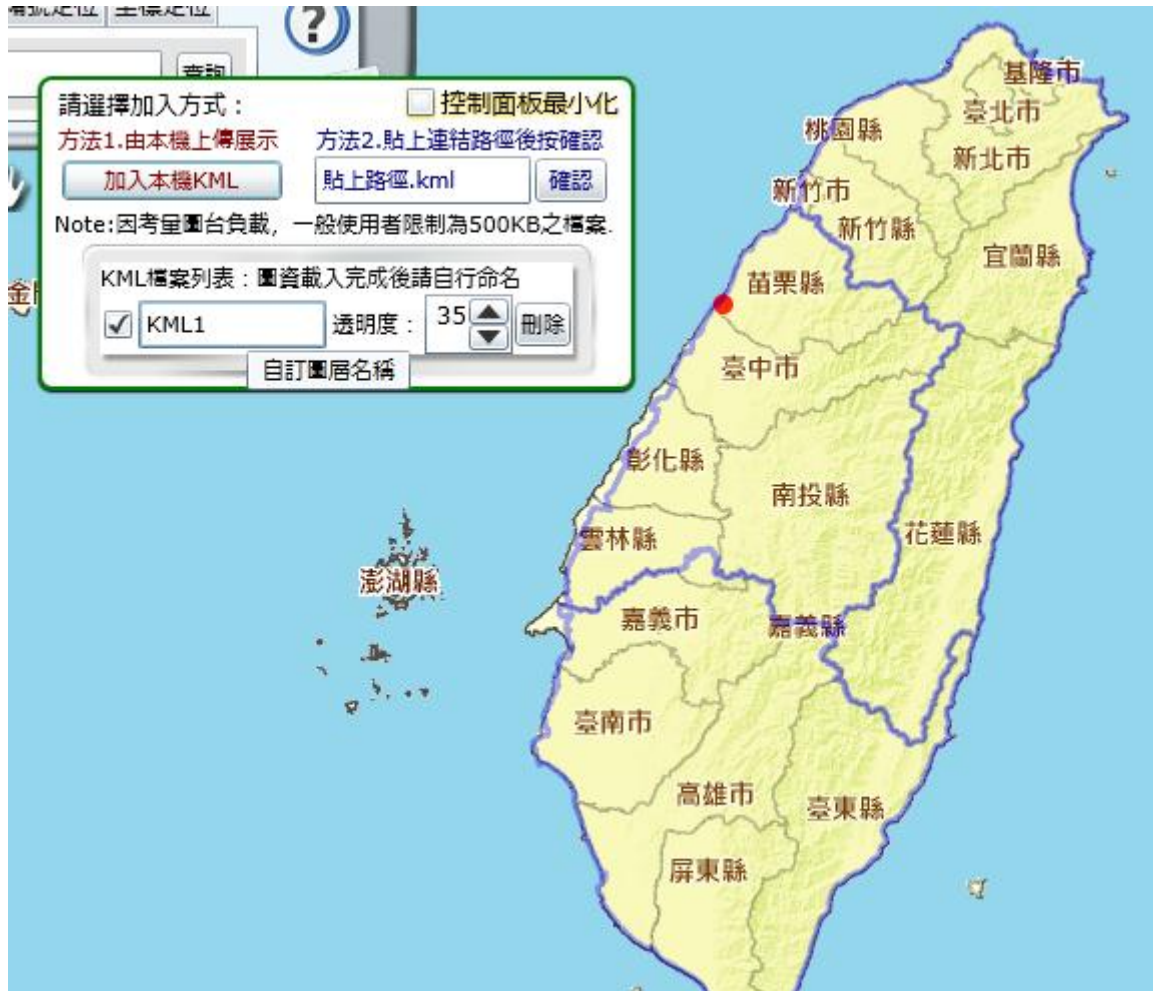 坐標定位
?
查詢
請選擇加入方式：
控制面板最小化
方法1.由本機上傳展示
方法2.貼上連結路徑後按確認
加入本機KML
貼上路徑.kml
確認
Note:因考量圖台負載，一般使用者限制為500KB之檔案.
KML檔案列表：圖資載入完成後請自行命名
KML1
透明度：
35
刪除
自訂圖層名稱
基隆市
臺北市
桃園縣
新北市
新竹市
新竹縣
宜蘭縣
苗栗縣
臺中市
彰化縣
南投縣
花蓮縣
雲林縣
澎湖縣
嘉義市
嘉義縣
臺南市
高雄市
臺東縣
屏東縣